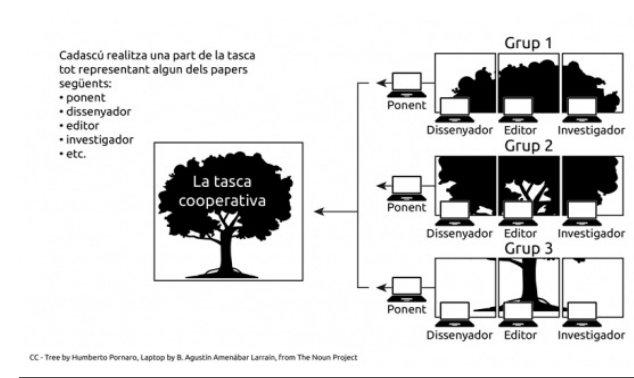 Cadascú realitza una part de la tasca
tot representant algun dels papers
següents:
• ponent
• dissenyador
• editor
• investigador
• etc.
La tasca
cooperativa
Grup 1
Ponent
Dissenyador Editor Investigador
Grup 2
Ponent
Dissenyador Editor Investigador
Grup 3
Ponent
Dissenyador Editor Investigador
CC - Tree by Humberto Pornaro, Laptop by B. Agustín Amenábar Larraín, from The Noun Project